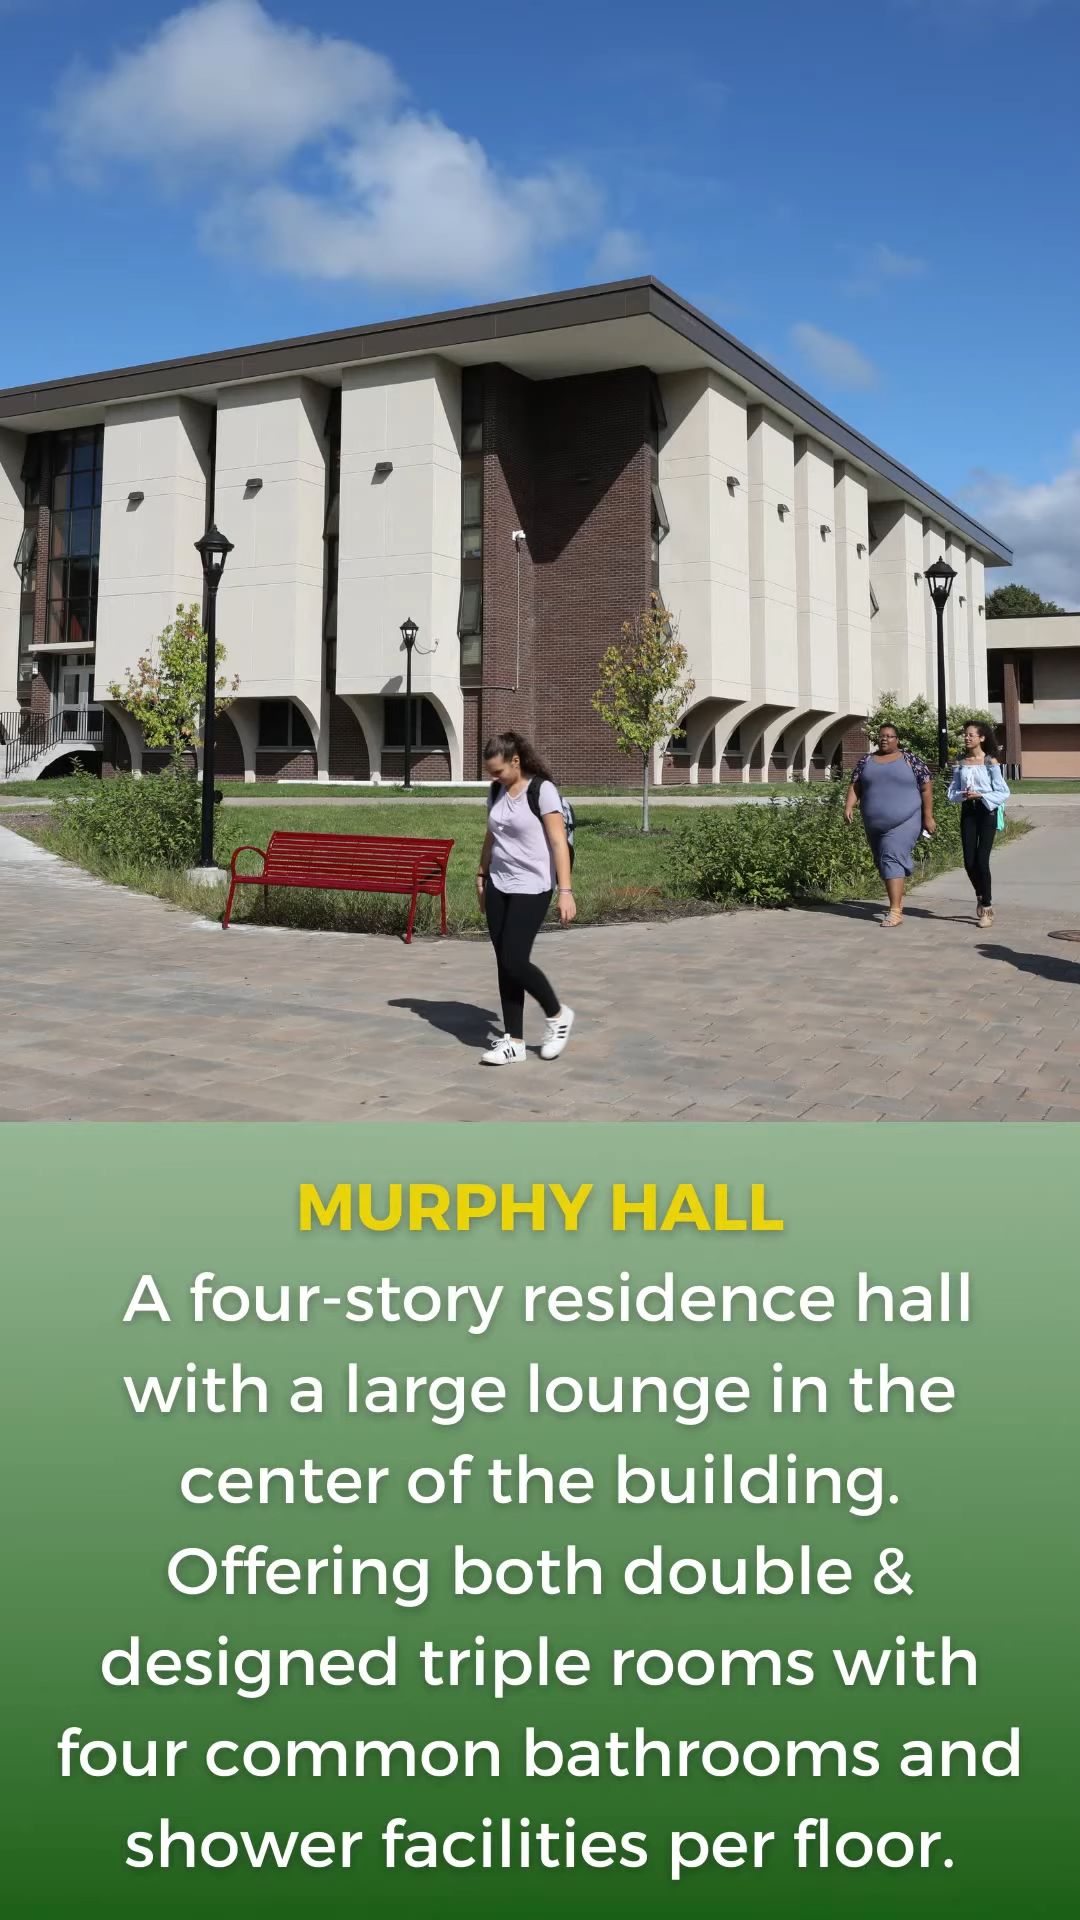 MURPHY HALL
A four-story residence hall
with a large lounge in the
center of the building.
Offering both double &
designed triple rooms with
four common bathrooms and
shower facilities per floor.